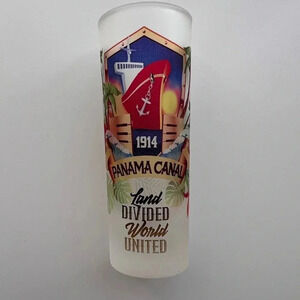 1914
PANAMA CANAL
Land
DIVIDED
World
UNITED